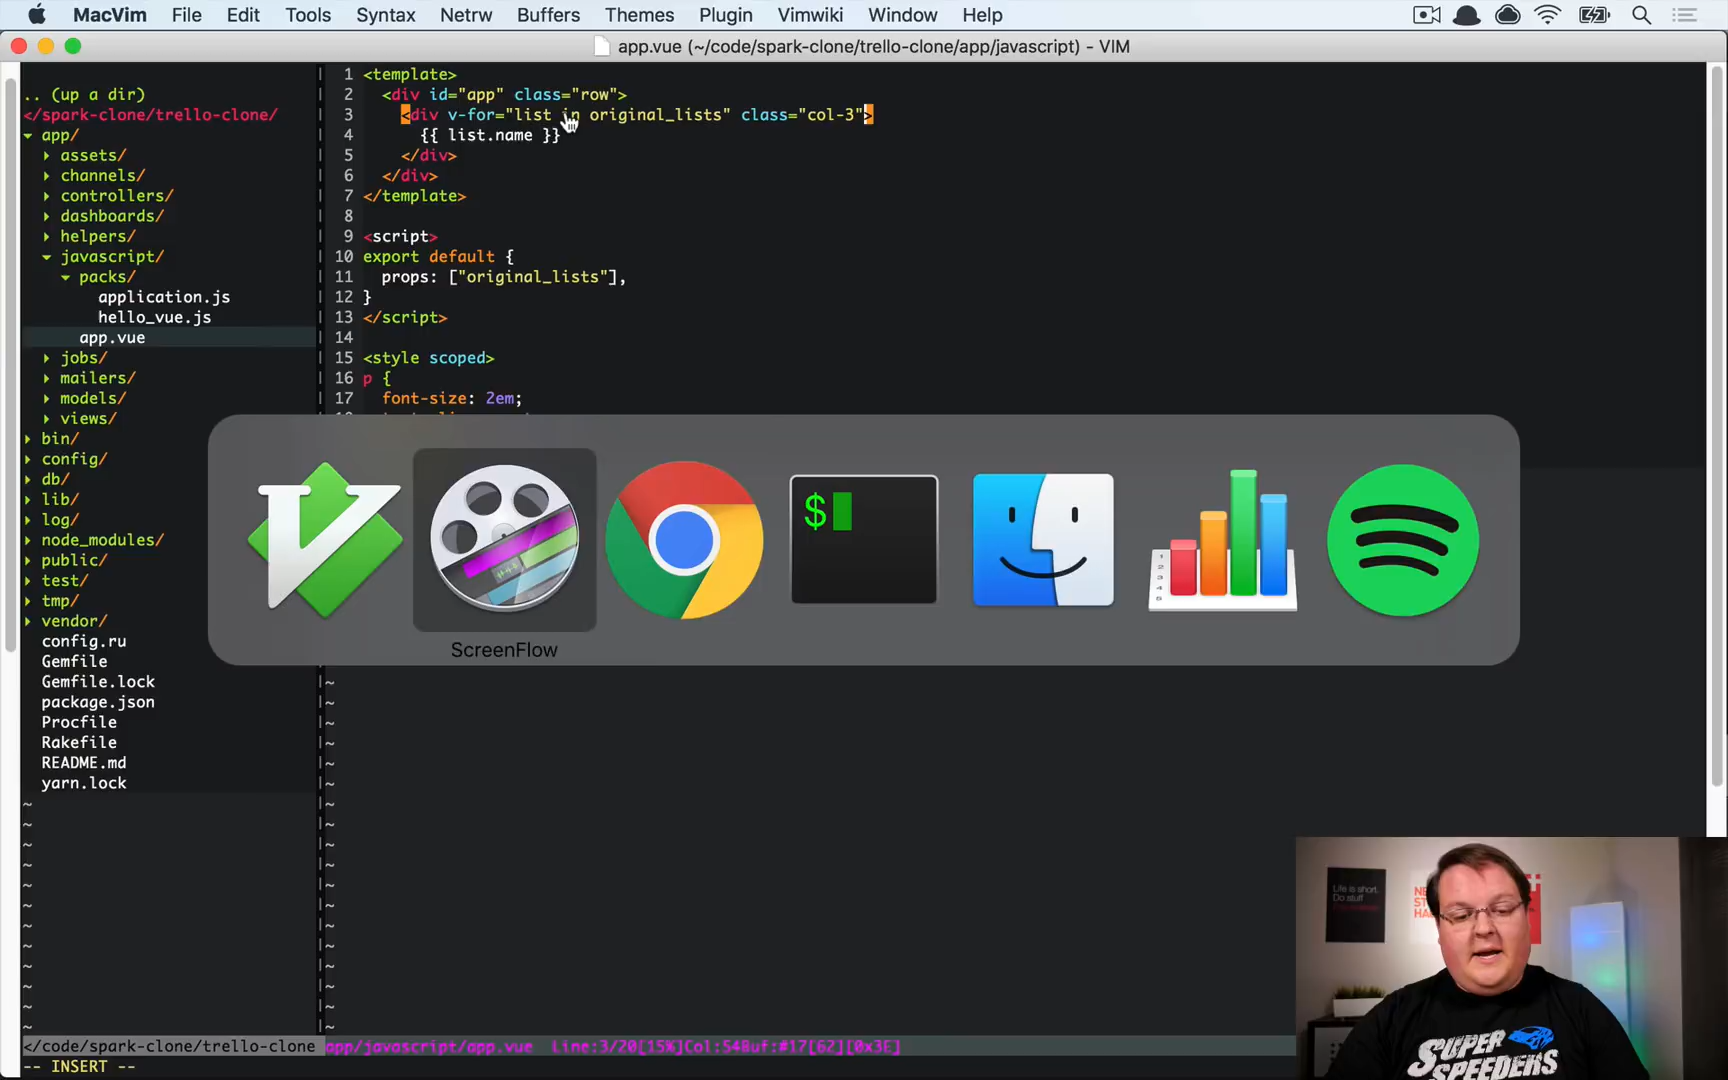 MacVim File Edit Tools Syntax Netrw Buffers Themes Plugin Vimwiki Window Help
app.vue (~/code/spark-clone/trello-clone/app/javascript) - VIM
.. (up a dir)
</spark-clone/trello-clone/
app/
assets/
channels/
controllers/
dashboards/
helpers/
javascript/
packs/
application.js
hello_vue.js
app.vue
jobs/
mailers/
models/
views/
bin/
config/
db/
lib/
log/
node_modules/
public/
test/
tmp/
vendor/
config.ru
Gemfile
Gemfile.lock
package.json
Procfile
Rakefile
README.md
yarn.lock
1 <template>
2 <div id="app" class="row">
3 <div v-for="list in original_lists" class="col-3">
4 {{ list.name }}
5 </div>
6 </div>
7 </template>
8
9 <script>
10 export default {
11 props: ["original_lists"],
12 }
13 </script>
14
15 <style scoped>
16 p {
17 font-size: 2em;
$
ScreenFlow
Life is short.
Do stuff
SUPER
SPEEDERS
</code/spark-clone/trello-clone app/javascript/app.vue Line:3/20[15%]Col:54Buf:#17[62][0x3E]
-- INSERT --